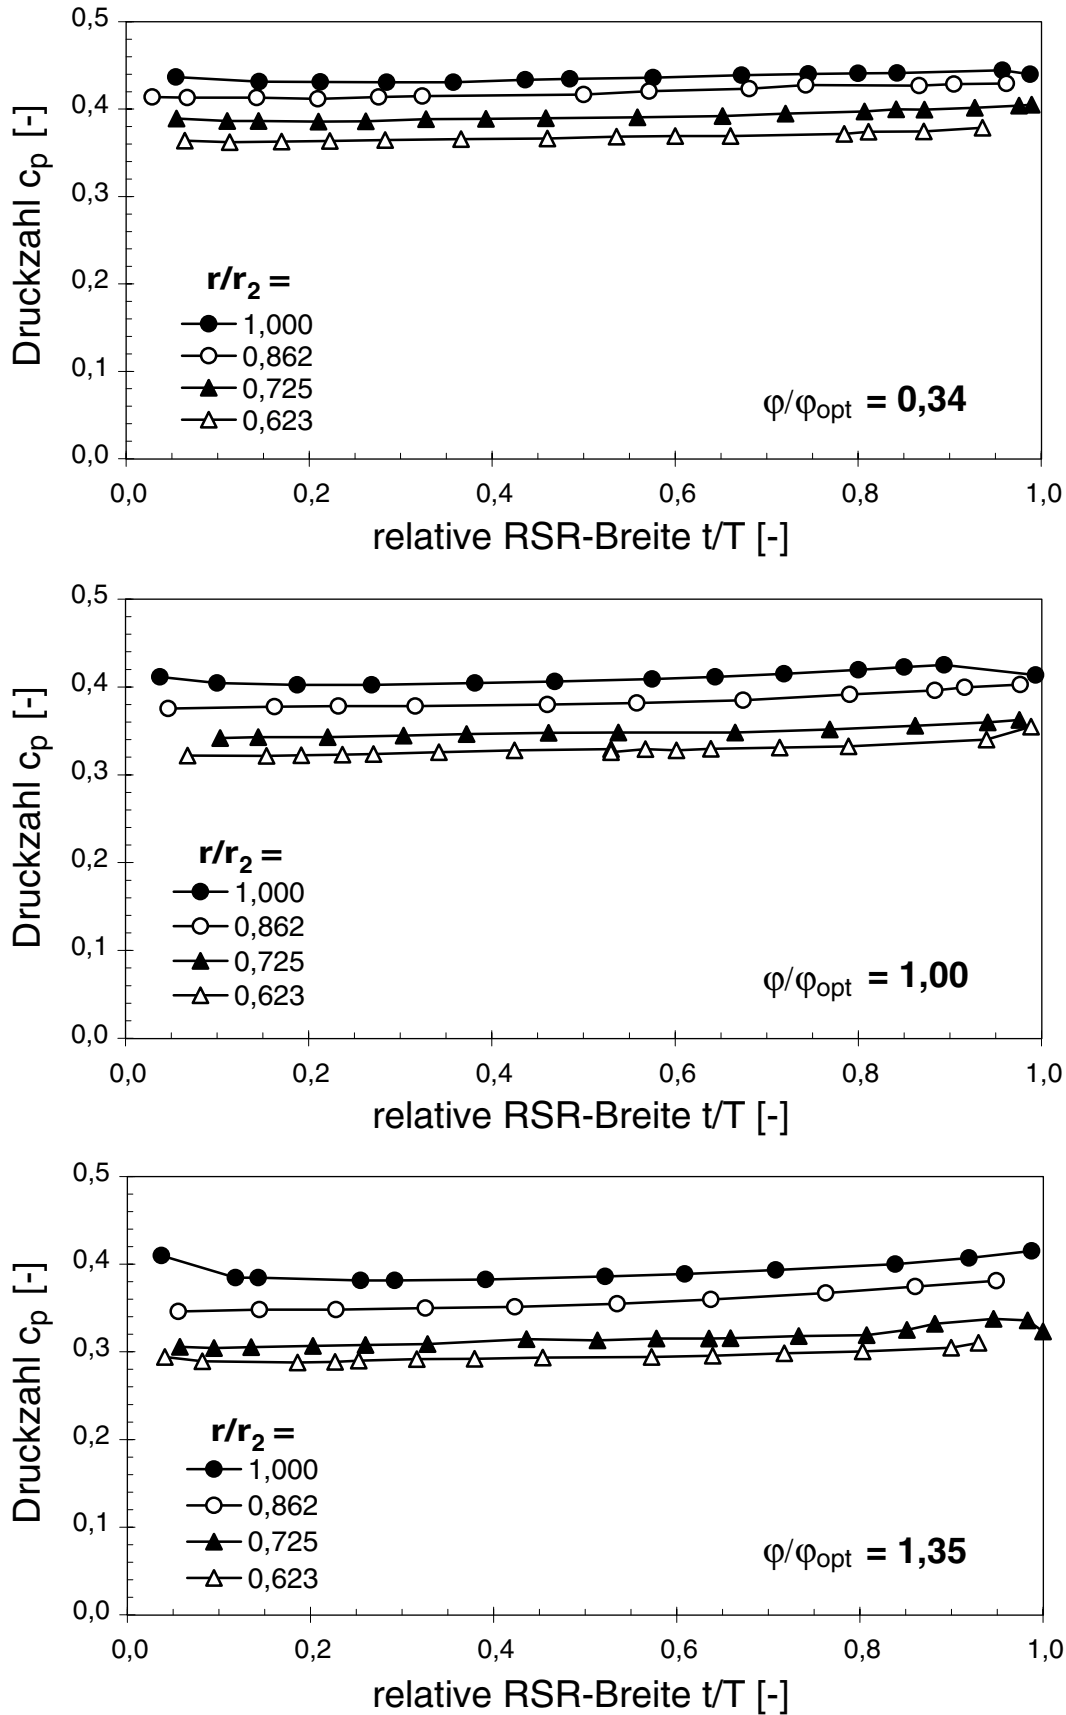 0,5
0,4
0,3
0,2
0,1
0,0
Druckzahl cp [-]
r/r2 =
1,000
0,862
0,725
0,623
φ/φopt = 0,34
0,0 0,2 0,4 0,6 0,8 1,0
relative RSR-Breite t/T [-]
0,5
0,4
0,3
0,2
0,1
0,0
Druckzahl cp [-]
r/r2 =
1,000
0,862
0,725
0,623
φ/φopt = 1,00
0,0 0,2 0,4 0,6 0,8 1,0
relative RSR-Breite t/T [-]
0,5
0,4
0,3
0,2
0,1
0,0
Druckzahl cp [-]
r/r2 =
1,000
0,862
0,725
0,623
φ/φopt = 1,35
0,0 0,2 0,4 0,6 0,8 1,0
relative RSR-Breite t/T [-]